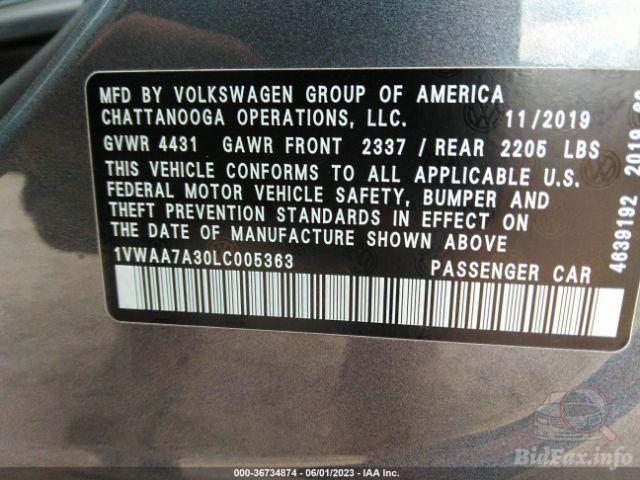 MFD BY VOLKSWAGEN GROUP OF AMERICA
CHATTANOOGA OPERATIONS, LLC. 11/2019
GVWR 4431 GAWR FRONT 2337 / REAR 2205 LBS
THIS VEHICLE CONFORMS TO ALL APPLICABLE U.S.
FEDERAL MOTOR VEHICLE SAFETY, BUMPER AND
THEFT PREVENTION STANDARDS IN EFFECT ON
THE DATE OF MANUFACTURE SHOWN ABOVE
1VWAA7A30LC005363 PASSENGER CAR
4639192
000-36734874 | 06/01/2023 | IAA Inc.
BidFax.info